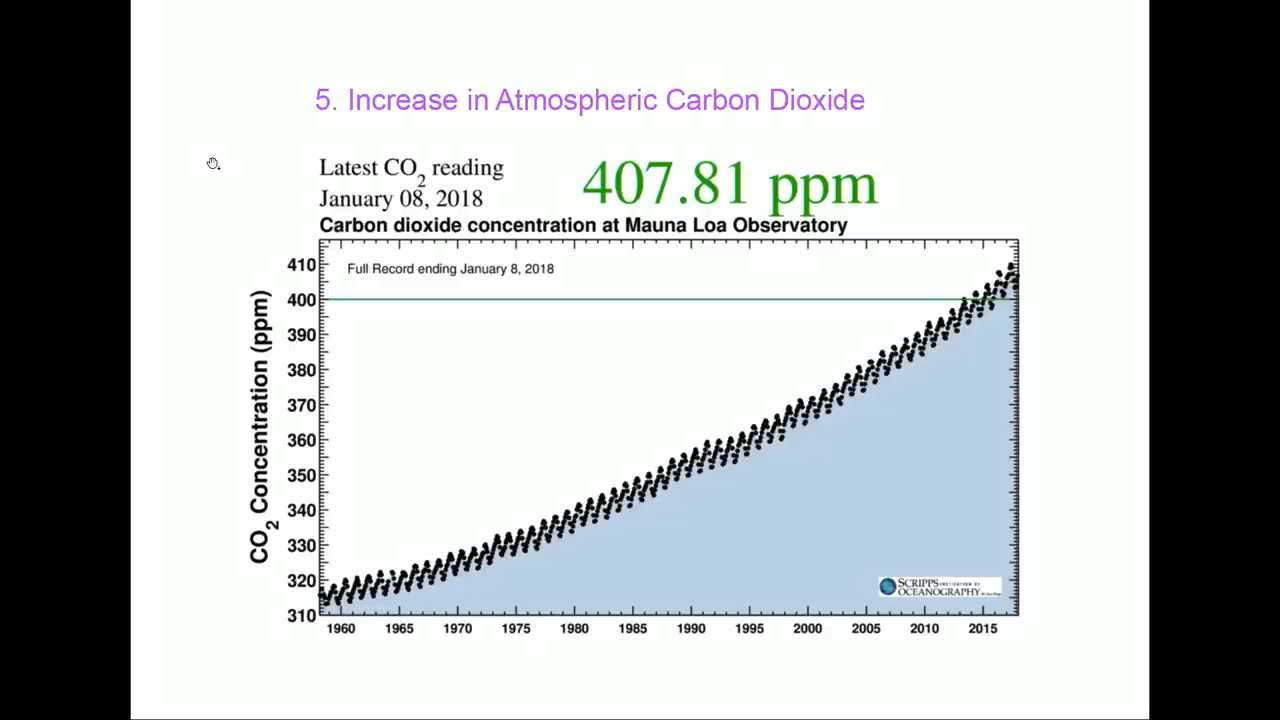 5. Increase in Atmospheric Carbon Dioxide
Latest CO2 reading
January 08, 2018
407.81 ppm
Carbon dioxide concentration at Mauna Loa Observatory
Full Record ending January 8, 2018
CO2 Concentration (ppm)
410
400
390
380
370
360
350
340
330
320
310
SCRIPPS INSTITUTION OF
OCEANOGRAPHY
1960 1965 1970 1975 1980 1985 1990 1995 2000 2005 2010 2015